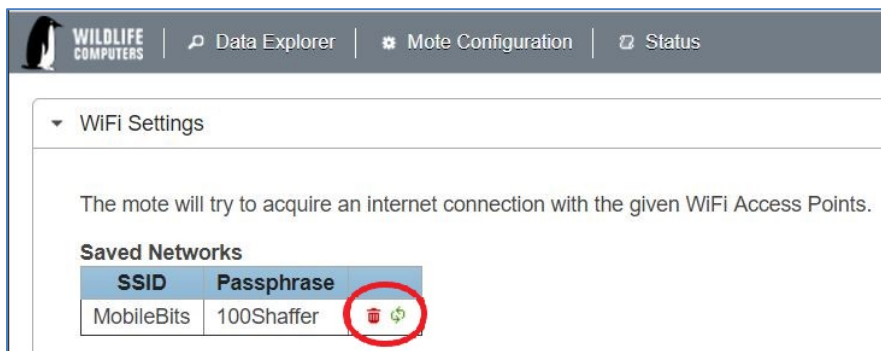 WILDLIFE
COMPUTERS
Data Explorer
Mote Configuration
Status
WiFi Settings
The mote will try to acquire an internet connection with the given WiFi Access Points.
Saved Networks
SSID Passphrase
MobileBits 100Shaffer